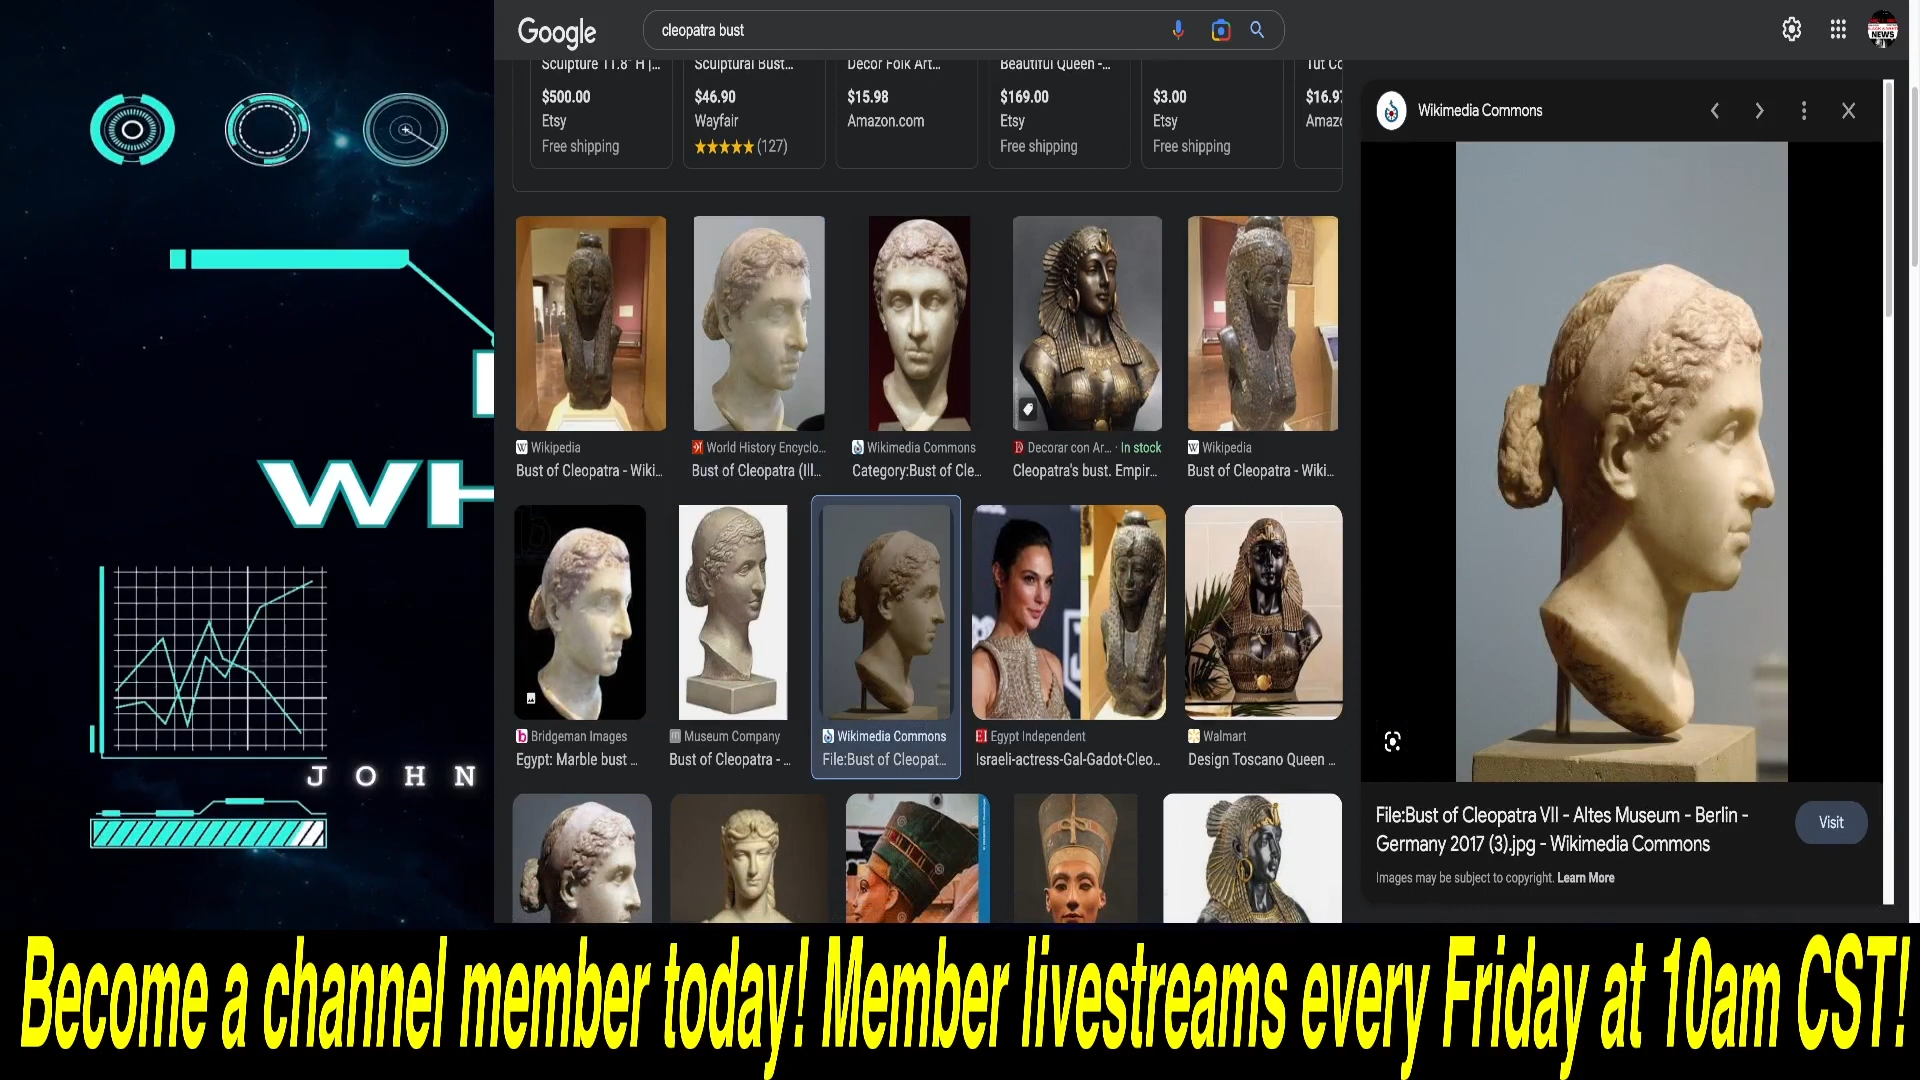 Google
cleopatra bust
NEWS
Sculpture 11.8" H |...
$500.00
Etsy
Free shipping
Sculptural Bust...
$46.90
Wayfair
(127)
Decor Folk Art...
$15.98
Amazon.com
Beautiful Queen -...
$169.00
Etsy
Free shipping
$3.00
Etsy
Free shipping
$16.97
Wikimedia Commons
WH
JOHN
Wikipedia
Bust of Cleopatra - Wiki...
World History Encyclo...
Bust of Cleopatra (Ill...
Wikimedia Commons
Category:Bust of Cle...
Decorar con Ar... · In stock
Cleopatra's bust. Empir...
Wikipedia
Bust of Cleopatra - Wiki...
Bridgeman Images
Egypt: Marble bust ...
Museum Company
Bust of Cleopatra - ...
Wikimedia Commons
File:Bust of Cleopat...
Egypt Independent
Israeli-actress-Gal-Gadot-Cleo...
Walmart
Design Toscano Queen ...
File:Bust of Cleopatra VII - Altes Museum - Berlin -
Germany 2017 (3).jpg - Wikimedia Commons
Visit
Images may be subject to copyright. Learn More
Become a channel member today! Member livestreams every Friday at 10am CST!